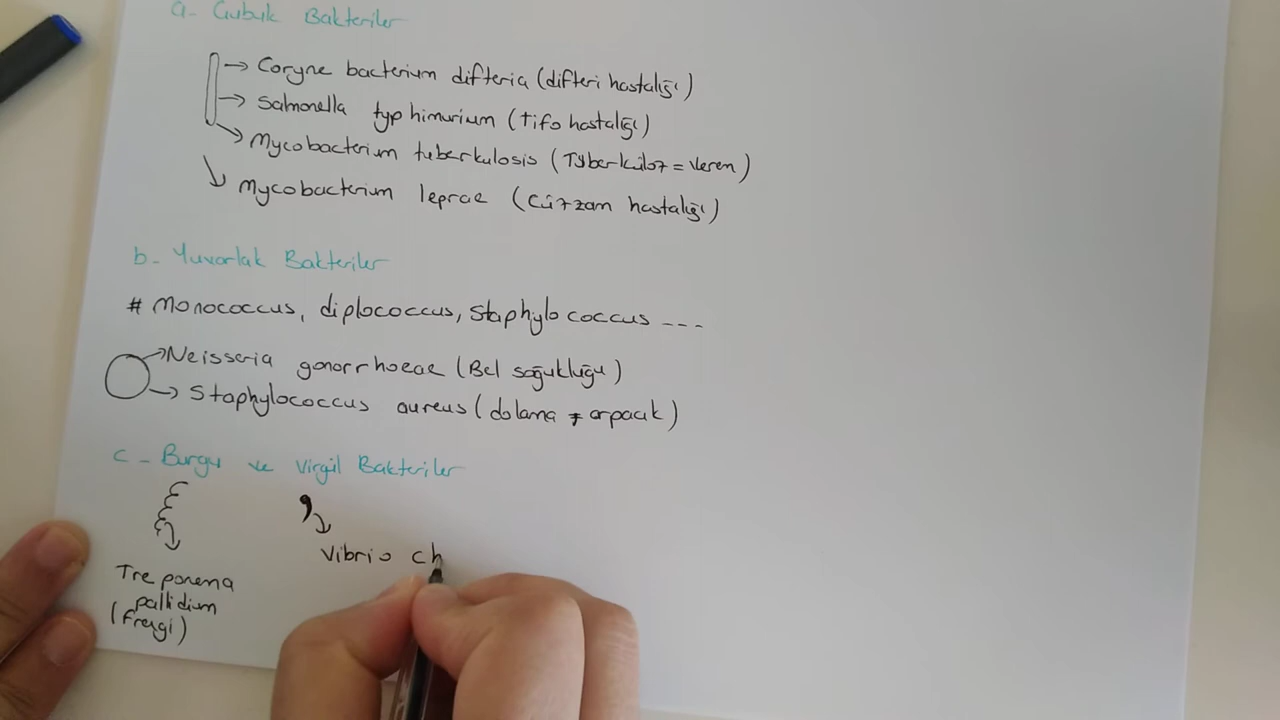 a- Çubuk Bakteriler
→ Coryne bacterium difteria (difteri hastalığı)
→ Salmonella typhimurium (tifo hastalığı)
→ Mycobacterium tuberkulosis (Tüberküloz = Verem)
→ Mycobacterium leprae (Cüzzam hastalığı)
b- Yuvarlak Bakteriler
# Monococcus, diplococcus, Staphylococcus ---
→ Neisseria gonorrhoeae (Bel soğukluğu)
→ Staphylococcus aureus (dolama, arpacık)
c- Burgu ve Virgül Bakteriler
Vibrio ch
Treponema
pallidium
(Frengi)